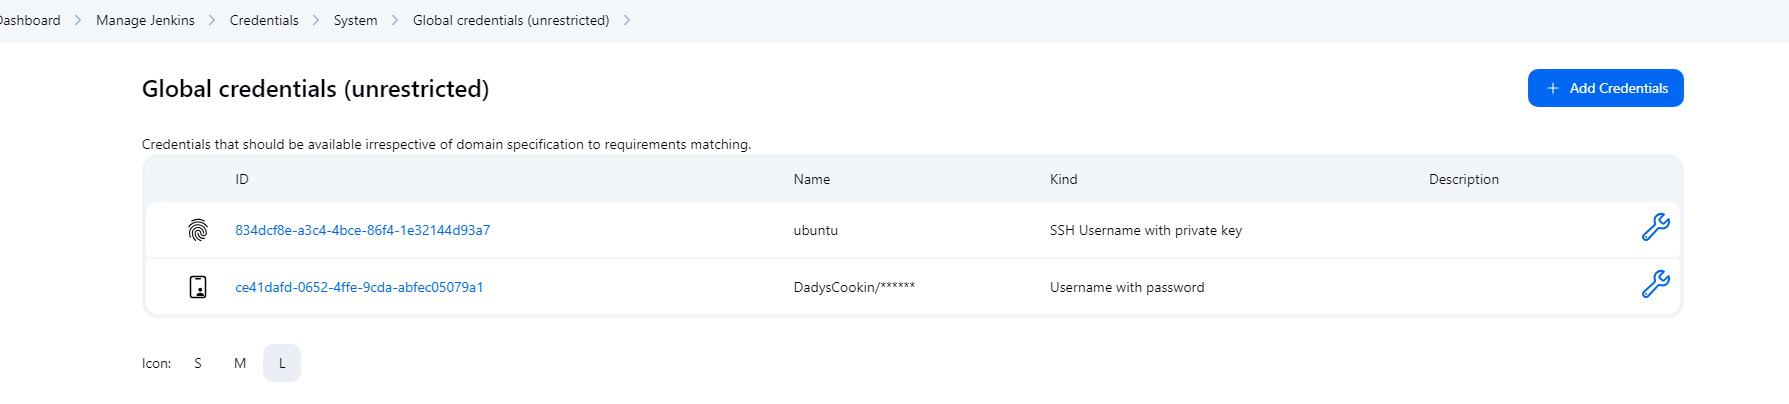 Dashboard > Manage Jenkins > Credentials > System > Global credentials (unrestricted) >
Global credentials (unrestricted)
+ Add Credentials
Credentials that should be available irrespective of domain specification to requirements matching.
ID Name Kind Description
834dcf8e-a3c4-4bce-86f4-1e32144d93a7 ubuntu SSH Username with private key
ce41dafd-0652-4ffe-9cda-abfec05079a1 DadysCookin/****** Username with password
Icon: S M L